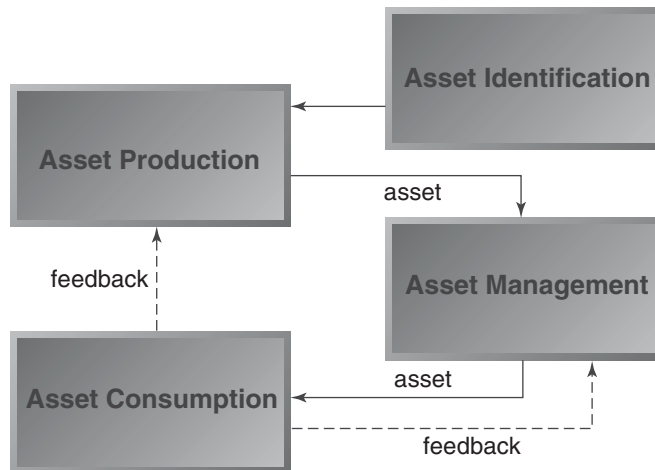 Asset Identification
Asset Production
asset
feedback
Asset Management
asset
Asset Consumption
feedback